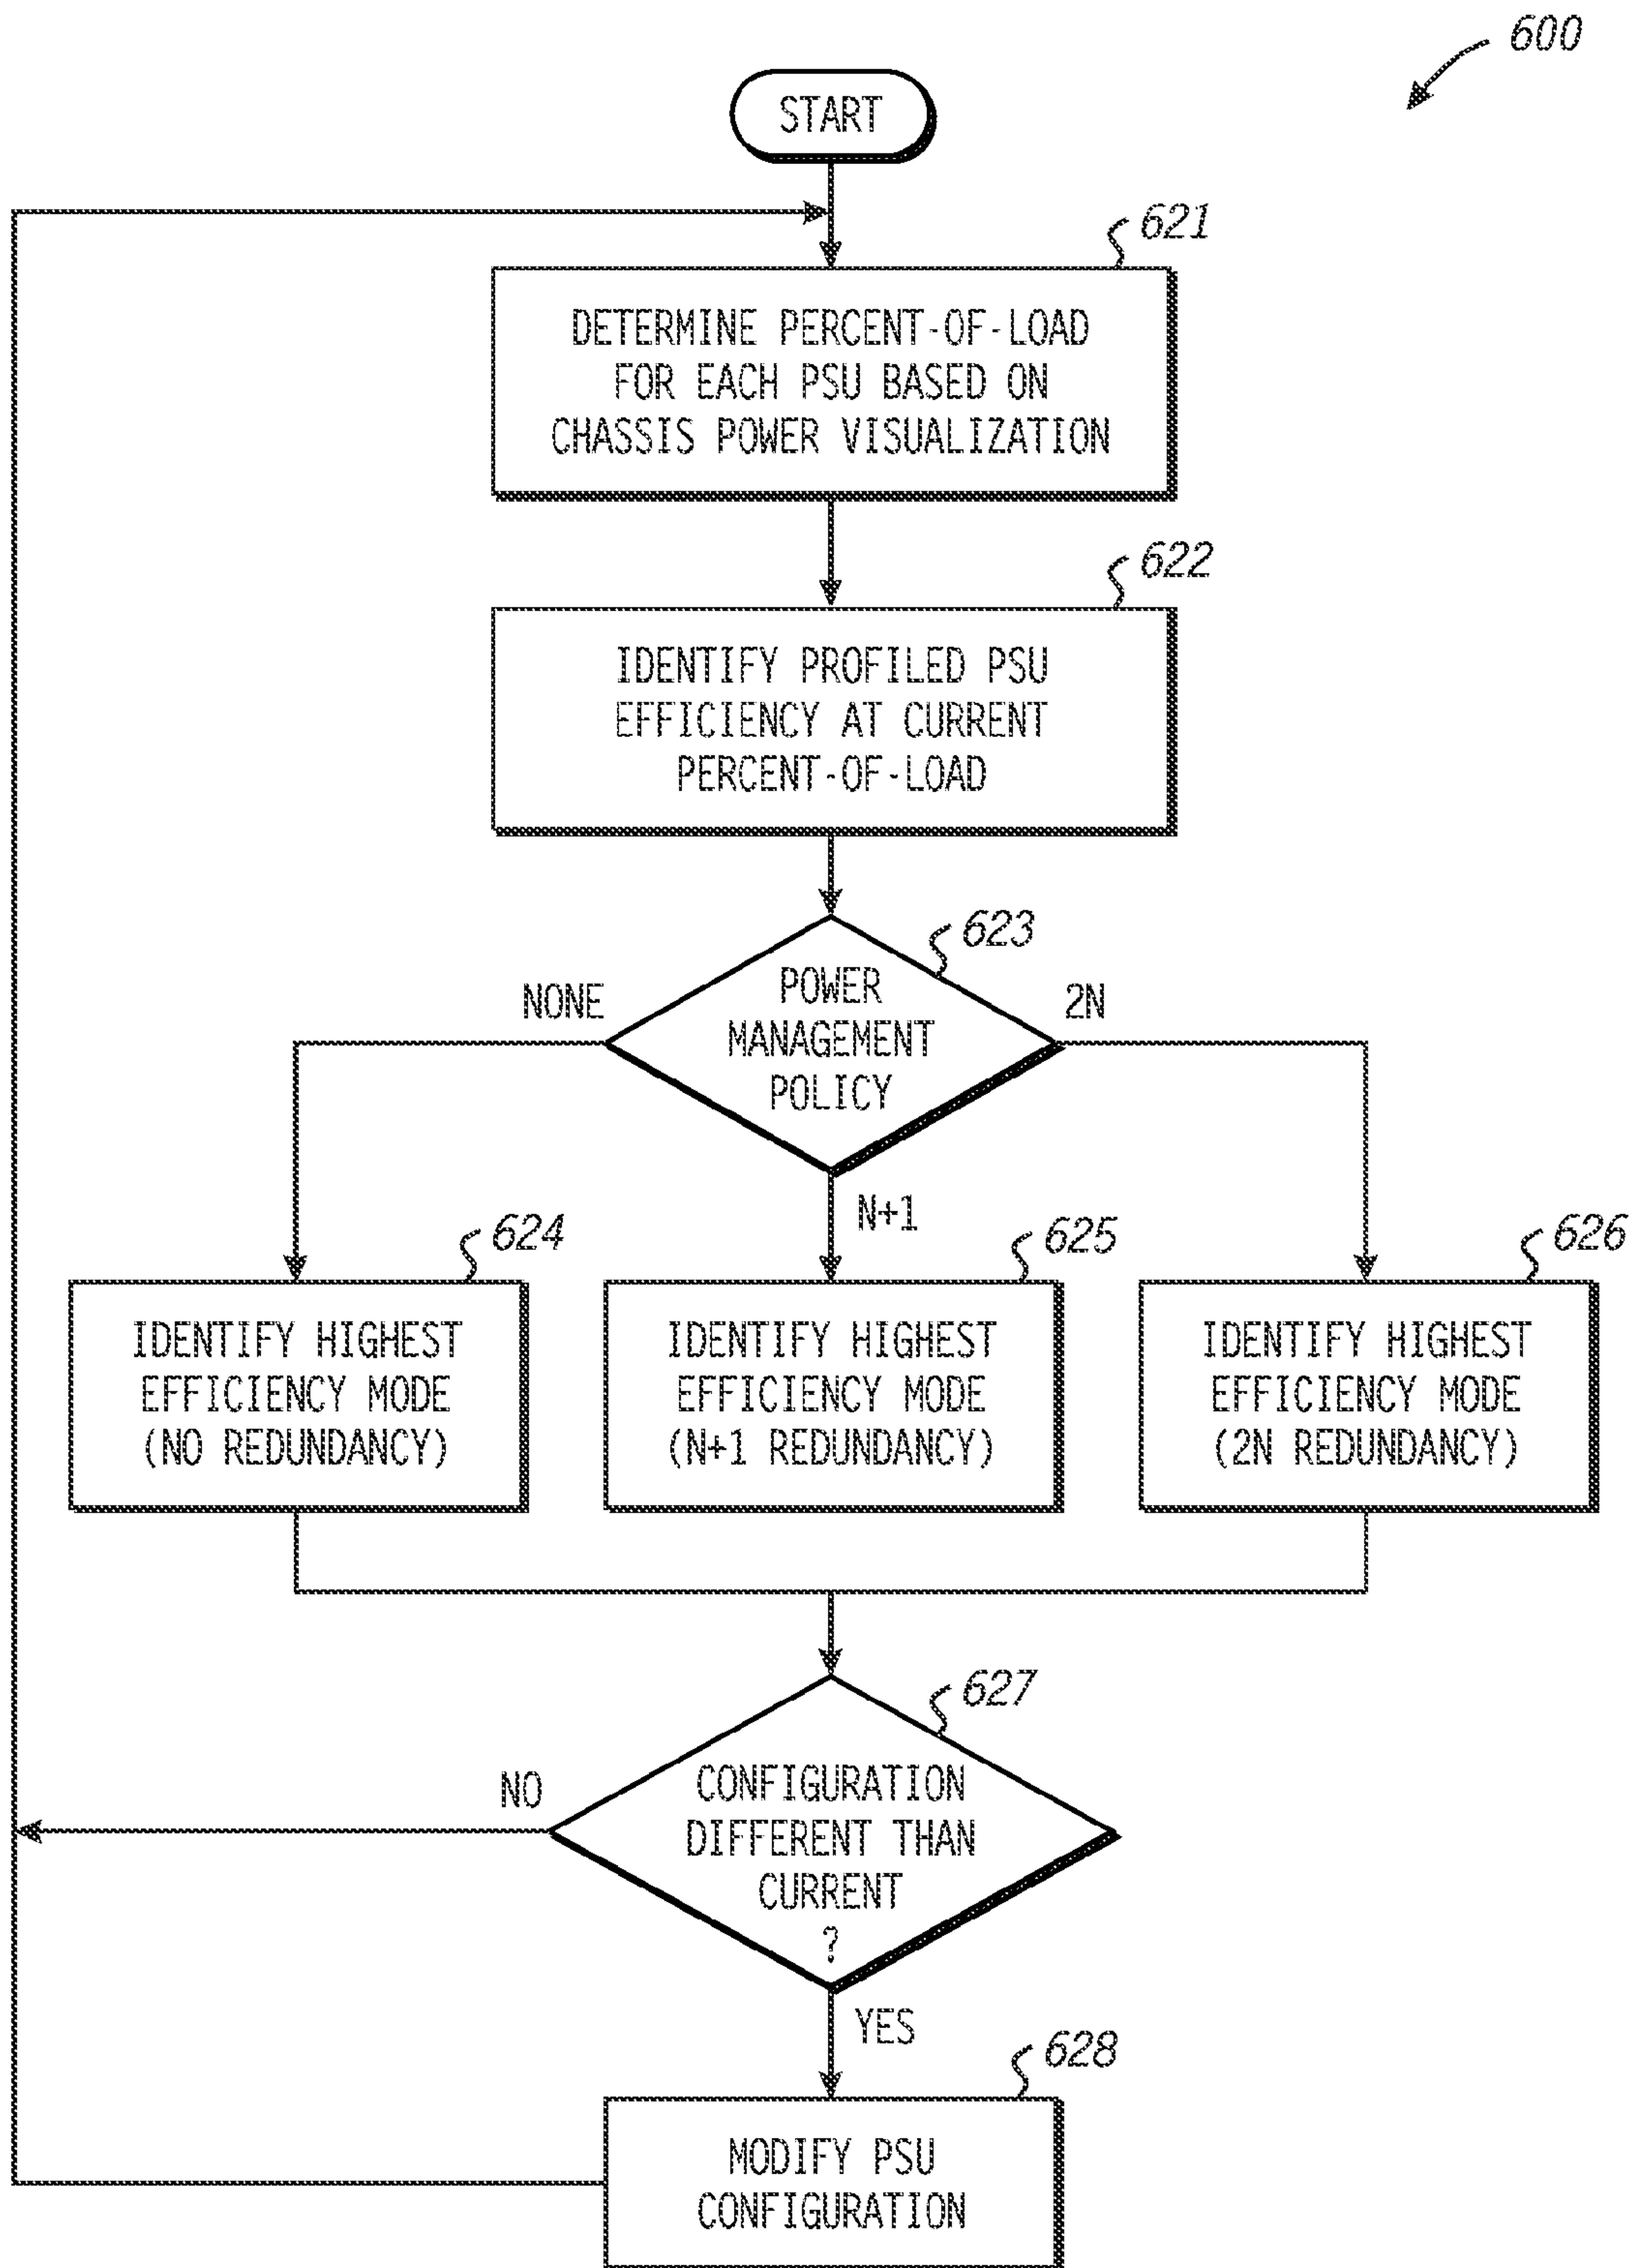 600
START
621
DETERMINE PERCENT-OF-LOAD
FOR EACH PSU BASED ON
CHASSIS POWER VISUALIZATION
622
IDENTIFY PROFILED PSU
EFFICIENCY AT CURRENT
PERCENT-OF-LOAD
623
POWER
MANAGEMENT
POLICY
NONE
2N
N+1
624
IDENTIFY HIGHEST
EFFICIENCY MODE
(NO REDUNDANCY)
625
IDENTIFY HIGHEST
EFFICIENCY MODE
(N+1 REDUNDANCY)
626
IDENTIFY HIGHEST
EFFICIENCY MODE
(2N REDUNDANCY)
627
CONFIGURATION
DIFFERENT THAN
CURRENT
?
NO
YES
628
MODIFY PSU
CONFIGURATION